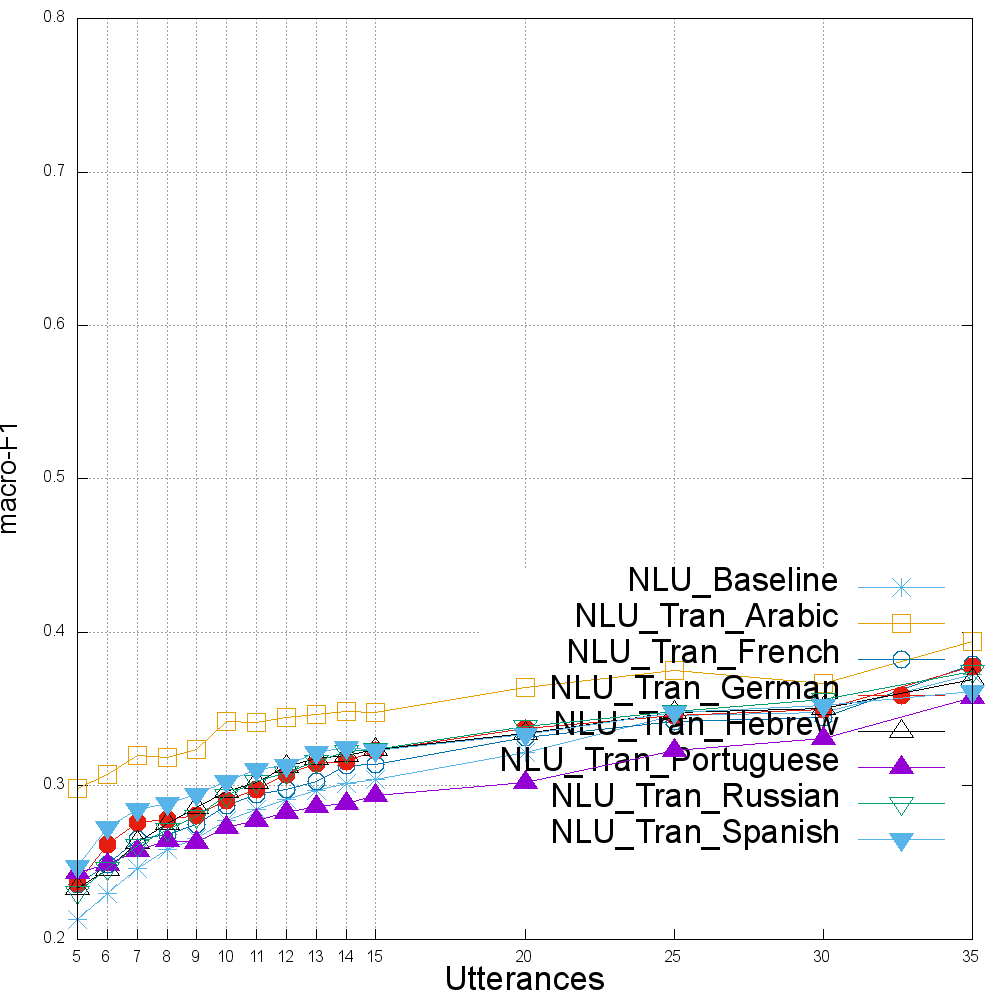 0.8
0.7
0.6
0.5
0.4
0.3
0.2
macro-F1
NLU_Baseline
NLU_Tran_Arabic
NLU_Tran_French
NLU_Tran_German
NLU_Tran_Hebrew
NLU_Tran_Portuguese
NLU_Tran_Russian
NLU_Tran_Spanish
5 6 7 8 9 10 11 12 13 14 15 20 25 30 35
Utterances